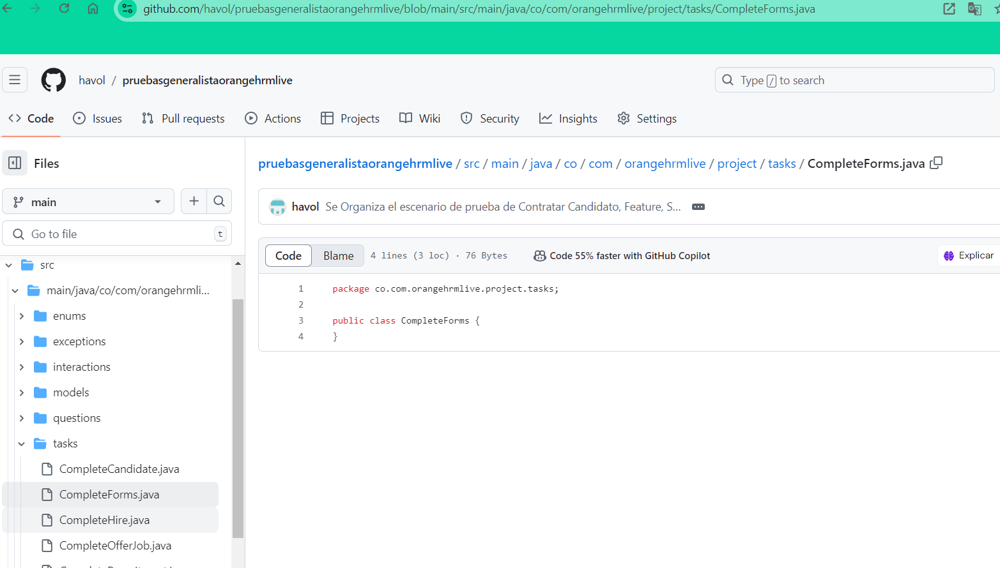 github.com/havol/pruebasgeneralistaorangehrmlive/blob/main/src/main/java/co/com/orangehrmlive/project/tasks/CompleteForms.java
havol / pruebasgeneralistaorangehrmlive
Type / to search
Code Issues Pull requests Actions Projects Wiki Security Insights Settings
Files
main
Go to file t
src
main/java/co/com/orangehrmli...
enums
exceptions
interactions
models
questions
tasks
CompleteCandidate.java
CompleteForms.java
CompleteHire.java
CompleteOfferJob.java
pruebasgeneralistaorangehrmlive / src / main / java / co / com / orangehrmlive / project / tasks / CompleteForms.java
havol Se Organiza el escenario de prueba de Contratar Candidato, Feature, S...
Code Blame 4 lines (3 loc) · 76 Bytes Code 55% faster with GitHub Copilot Explicar
1 package co.com.orangehrmlive.project.tasks;
2
3 public class CompleteForms {
4 }